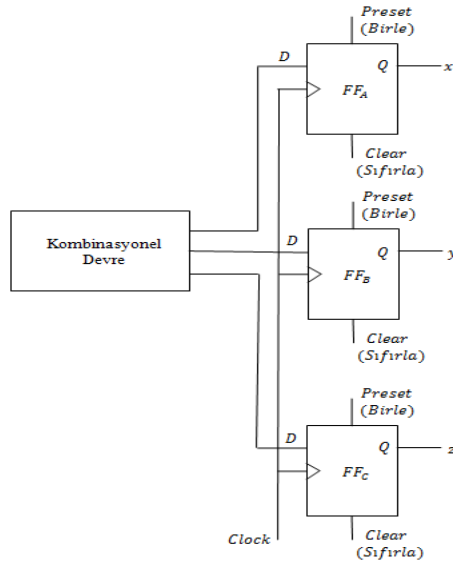 Preset
(Birle)
D
Q
x
FF_A
Clear
(Sıfırla)
Preset
(Birle)
Kombinasyonel
Devre
D
Q
y
FF_B
Clear
(Sıfırla)
Preset
(Birle)
D
Q
z
FF_C
Clock
Clear
(Sıfırla)